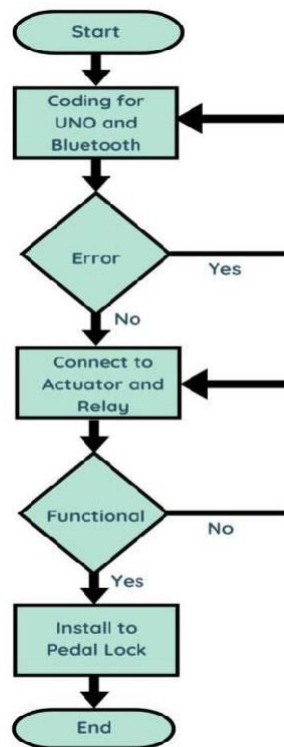 Start
Coding for
UNO and
Bluetooth
Error
Yes
No
Connect to
Actuator and
Relay
Functional
No
Yes
Install to
Pedal Lock
End